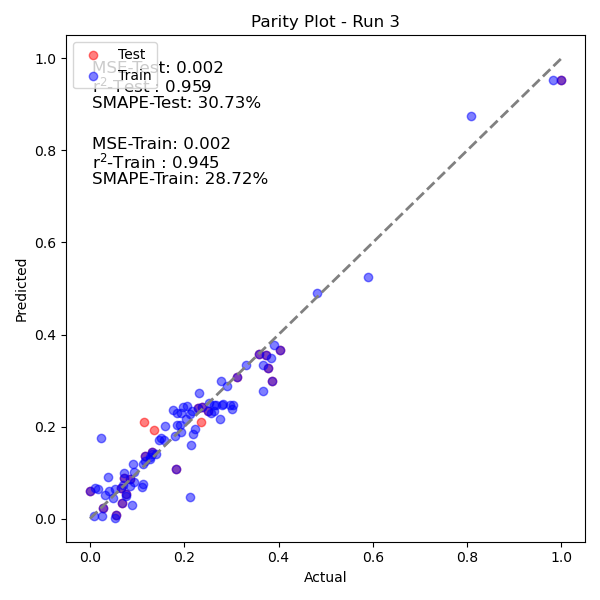 Parity Plot - Run 3
Test
Train
MSE-Test: 0.002
r²-Test : 0.959
SMAPE-Test: 30.73%
MSE-Train: 0.002
r²-Train : 0.945
SMAPE-Train: 28.72%
Predicted
1.0
0.8
0.6
0.4
0.2
0.0
0.0 0.2 0.4 0.6 0.8 1.0
Actual